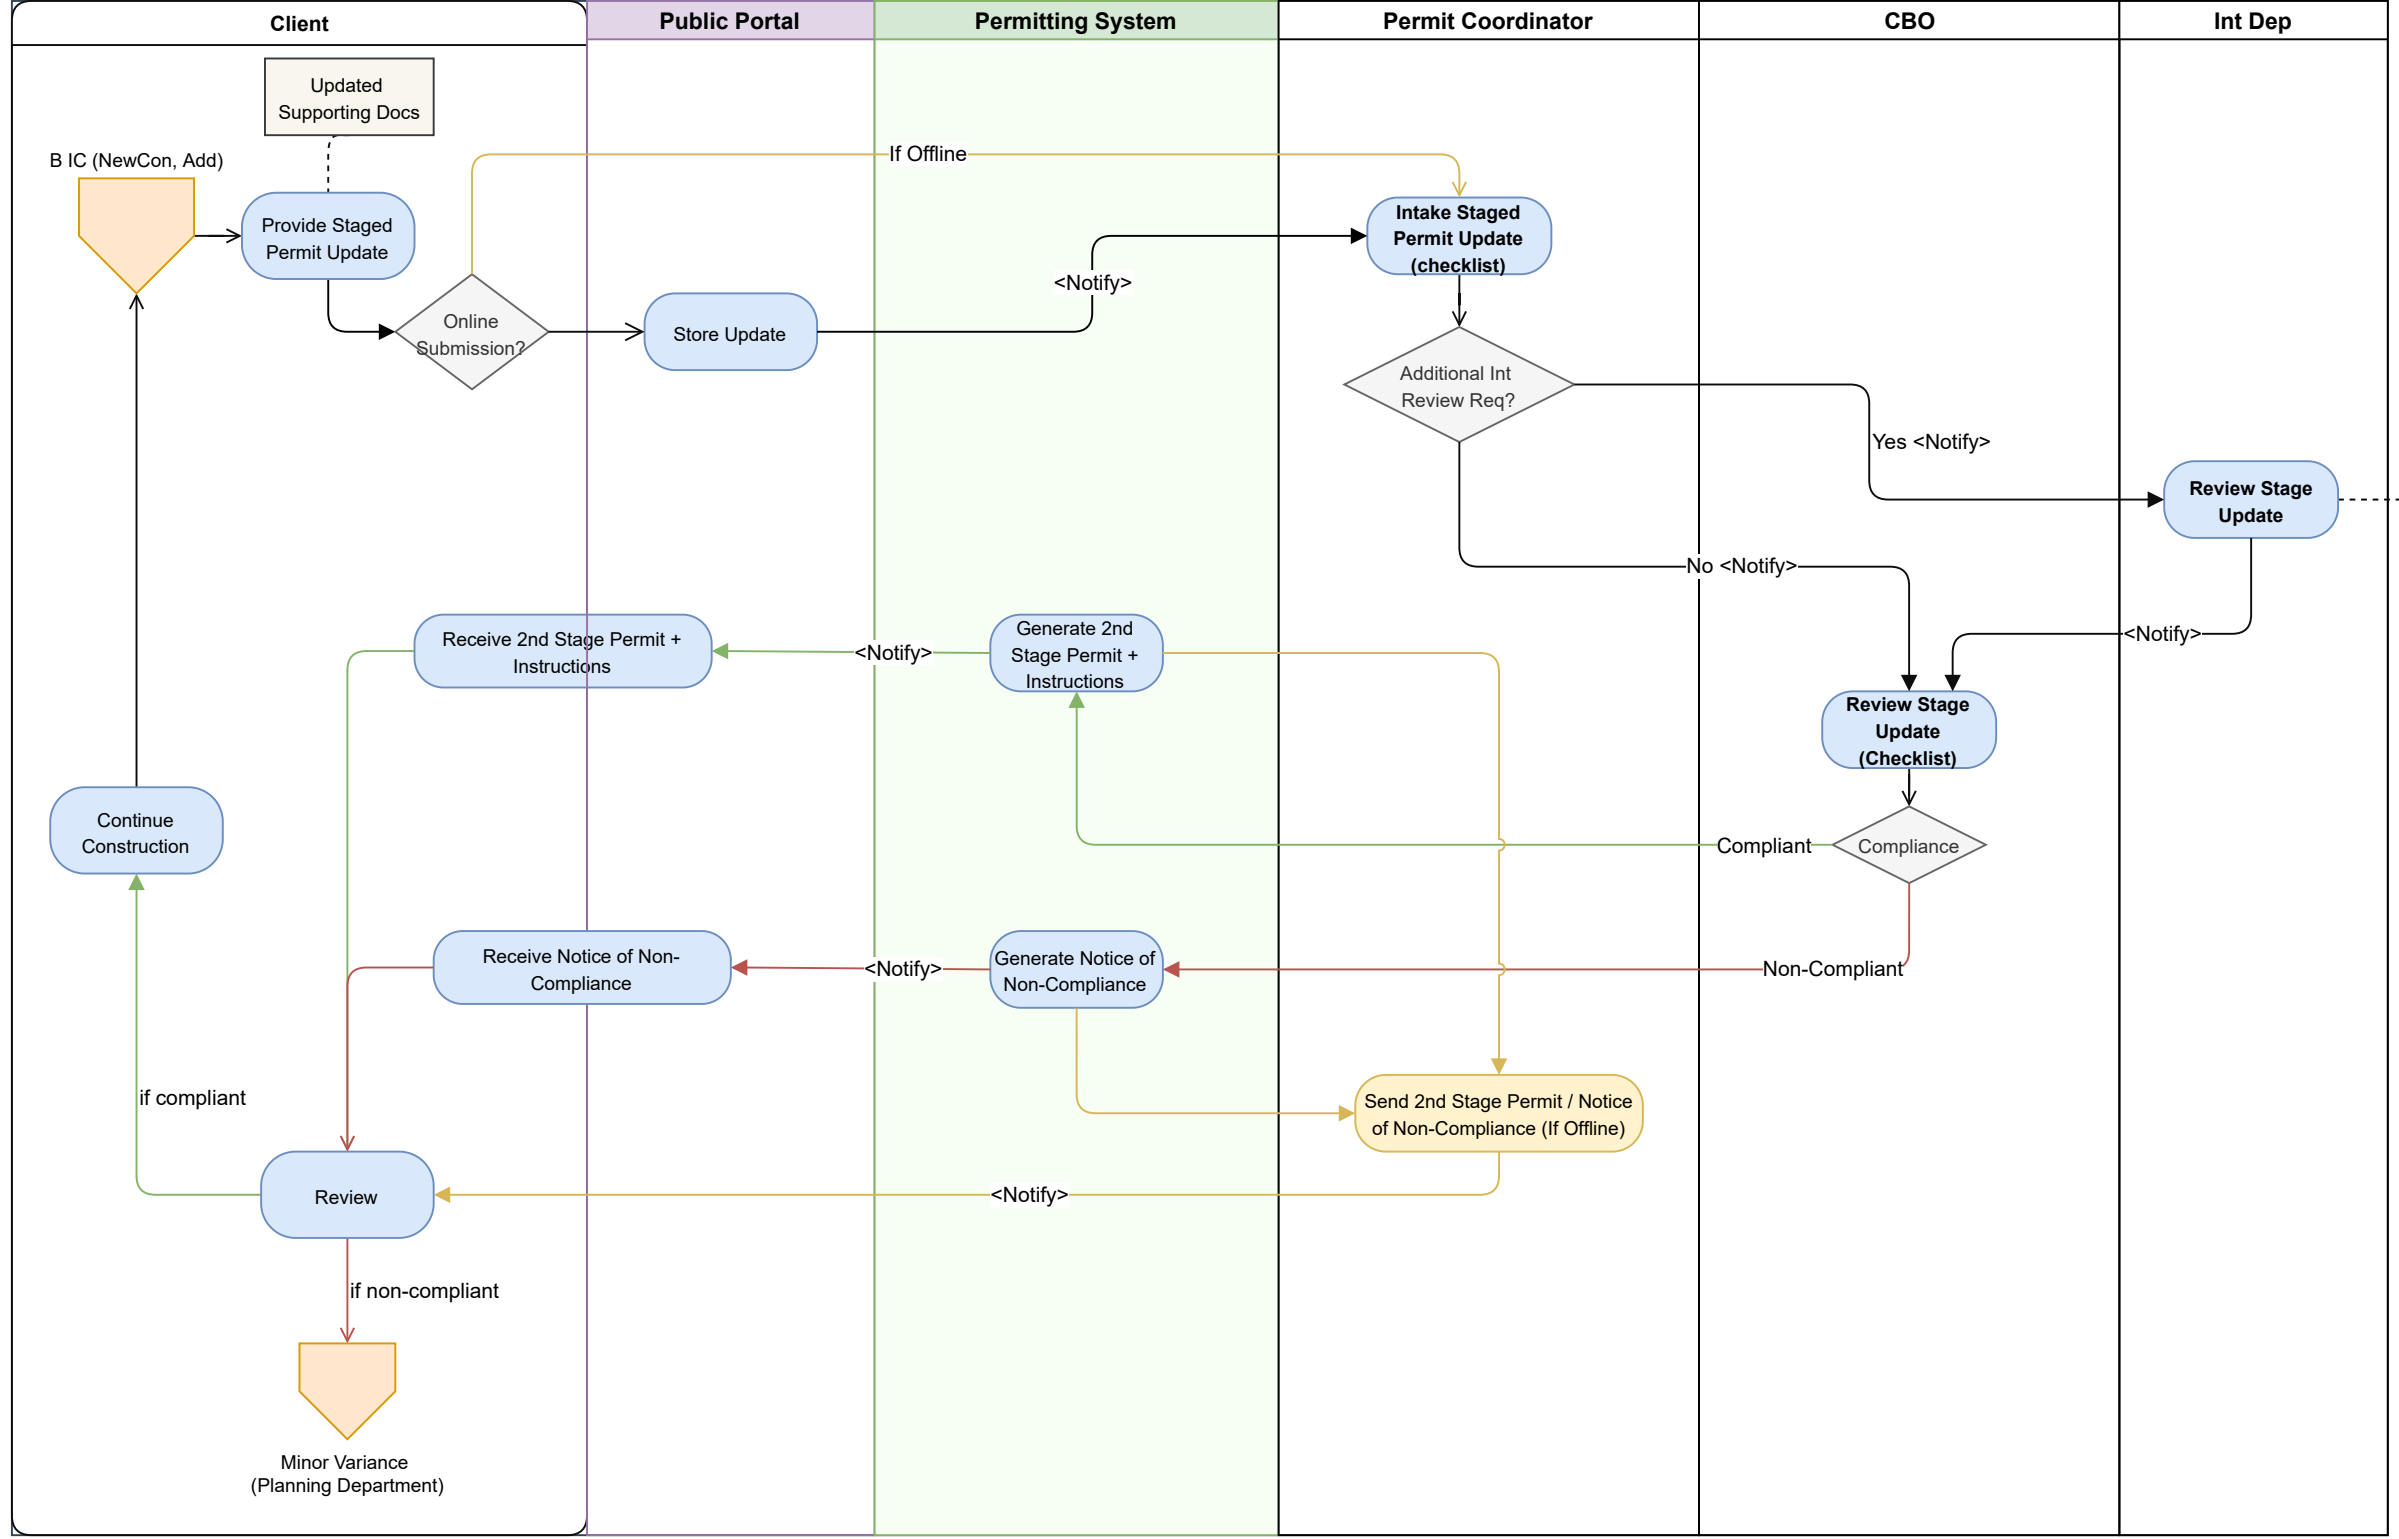 Client
Public Portal
Permitting System
Permit Coordinator
CBO
Int Dep
Updated
Supporting Docs
B IC (NewCon, Add)
If Offline
Provide Staged
Permit Update
Intake Staged
Permit Update
(checklist)
<Notify>
Online
Submission?
Store Update
Additional Int
Review Req?
Yes <Notify>
Review Stage
Update
No <Notify>
Receive 2nd Stage Permit +
Instructions
<Notify>
Generate 2nd
Stage Permit +
Instructions
<Notify>
Review Stage
Update
(Checklist)
Continue
Construction
Compliant
Compliance
Receive Notice of Non-
Compliance
<Notify>
Generate Notice of
Non-Compliance
Non-Compliant
if compliant
Send 2nd Stage Permit / Notice
of Non-Compliance (If Offline)
Review
<Notify>
if non-compliant
Minor Variance
(Planning Department)